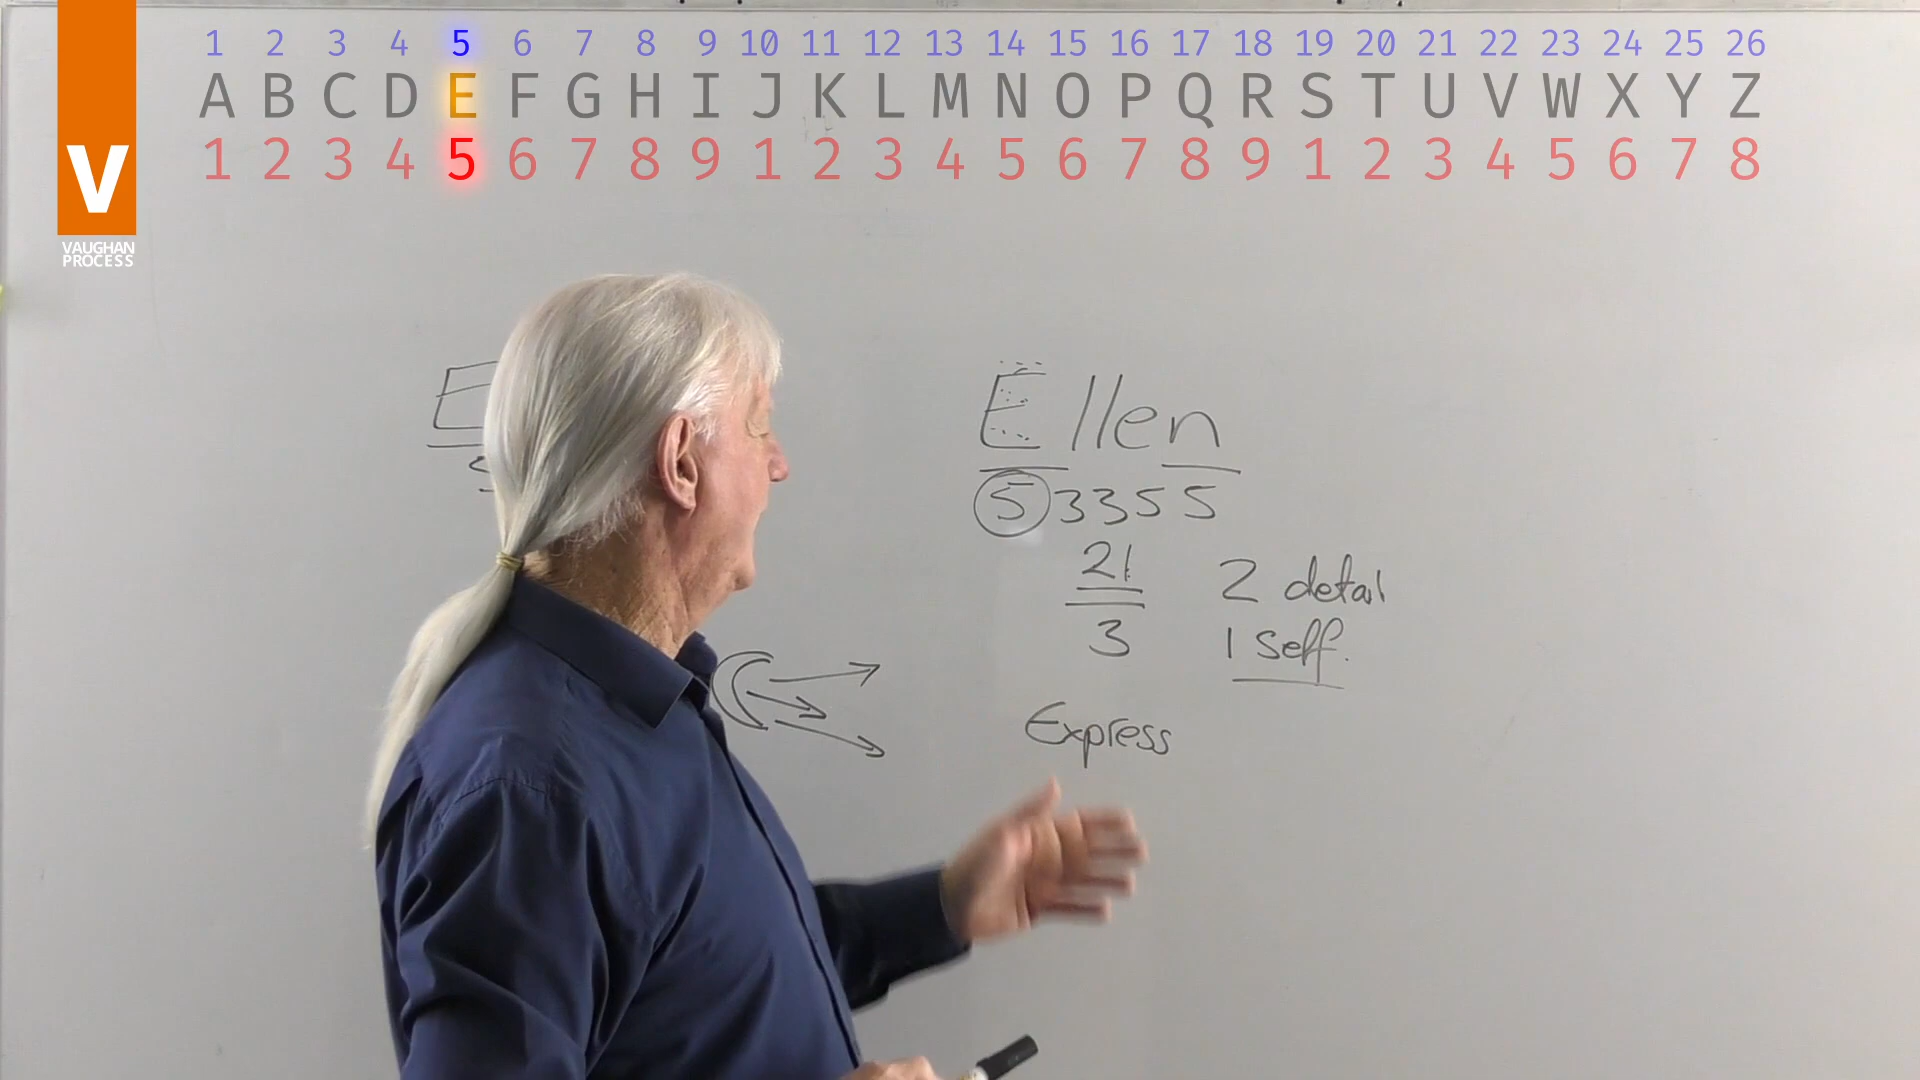 1 2 3 4 5 6 7 8 9 10 11 12 13 14 15 16 17 18 19 20 21 22 23 24 25 26
A B C D E F G H I J K L M N O P Q R S T U V W X Y Z
1 2 3 4 5 6 7 8 9 1 2 3 4 5 6 7 8 9 1 2 3 4 5 6 7 8
V
VAUGHAN
PROCESS
E
Ellen
5 3 3 5 5
21
3
2 detail
1 self.
Express